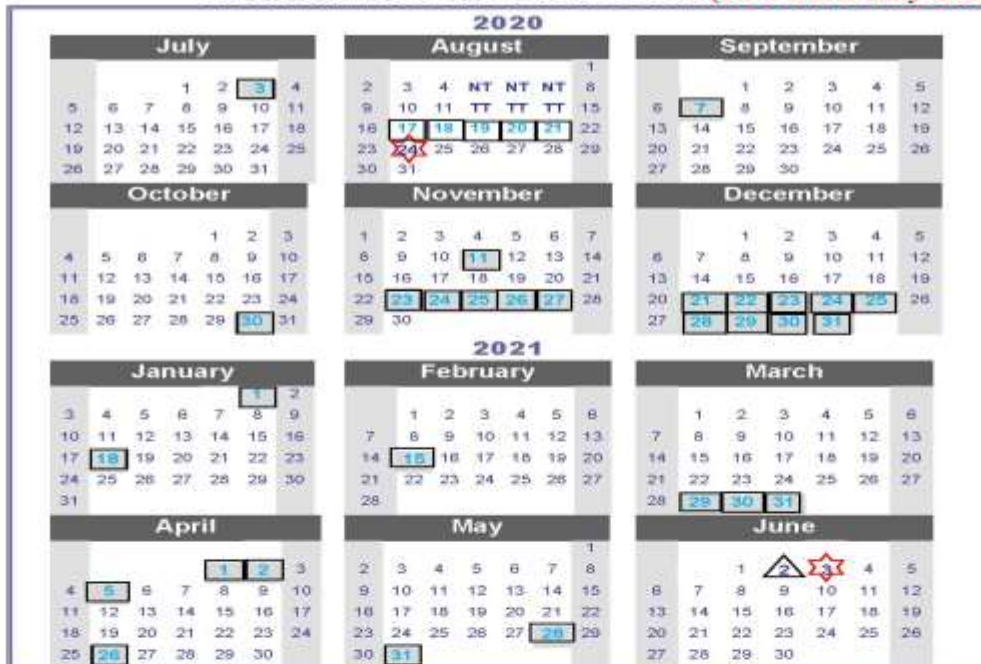 2020
July August September
1
1 2 3 4 2 3 4 NT NT NT 8 1 2 3 4 5
5 6 7 8 9 10 11 9 10 11 TT TT TT 15 6 7 8 9 10 11 12
12 13 14 15 16 17 18 16 17 18 19 20 21 22 13 14 15 16 17 18 19
19 20 21 22 23 24 25 23 24 25 26 27 28 29 20 21 22 23 24 25 26
26 27 28 29 30 31 30 31 27 28 29 30
October November December
1 2 3 1 2 3 4 5 6 7 1 2 3 4 5
4 5 6 7 8 9 10 8 9 10 11 12 13 14 6 7 8 9 10 11 12
11 12 13 14 15 16 17 15 16 17 18 19 20 21 13 14 15 16 17 18 19
18 19 20 21 22 23 24 22 23 24 25 26 27 28 20 21 22 23 24 25 26
25 26 27 28 29 30 31 29 30 27 28 29 30 31
2021
January February March
1 2
3 4 5 6 7 8 9 1 2 3 4 5 6 1 2 3 4 5 6
10 11 12 13 14 15 16 7 8 9 10 11 12 13 7 8 9 10 11 12 13
17 18 19 20 21 22 23 14 15 16 17 18 19 20 14 15 16 17 18 19 20
24 25 26 27 28 29 30 21 22 23 24 25 26 27 21 22 23 24 25 26 27
31 28 28 29 30 31
April May June
1
1 2 3 2 3 4 5 6 7 8 1 2 3 4 5
4 5 6 7 8 9 10 9 10 11 12 13 14 15 6 7 8 9 10 11 12
11 12 13 14 15 16 17 16 17 18 19 20 21 22 13 14 15 16 17 18 19
18 19 20 21 22 23 24 23 24 25 26 27 28 29 20 21 22 23 24 25 26
25 26 27 28 29 30 30 31 27 28 29 30